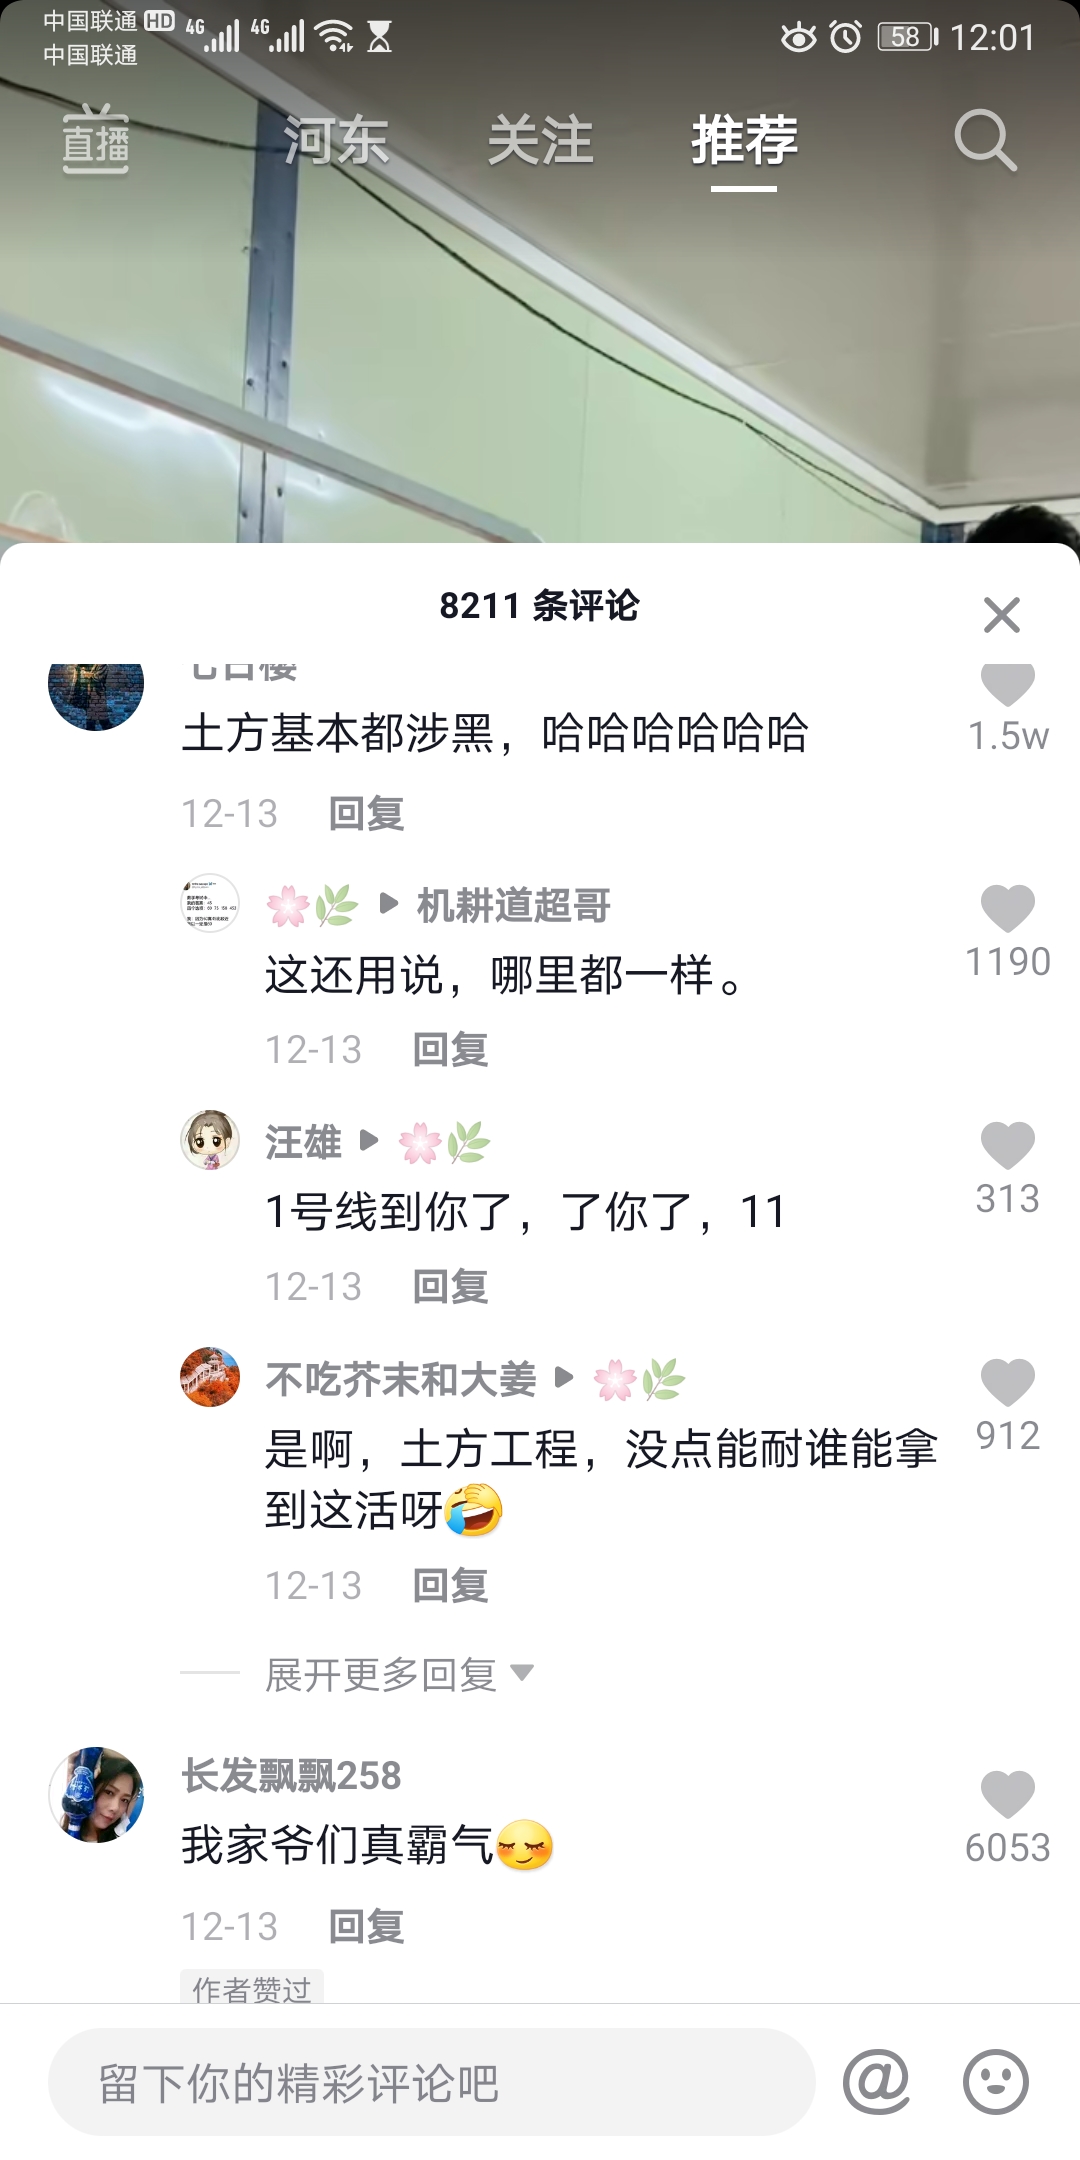 中国联通 HD 4G 4G 58 12:01
中国联通
直播 河东 关注 推荐
8211 条评论
土方基本都涉黑，哈哈哈哈哈哈
1.5w
12-13 回复
机耕道超哥
这还用说，哪里都一样。
1190
12-13 回复
汪雄
1号线到你了，了你了，11
313
12-13 回复
不吃芥末和大姜
是啊，土方工程，没点能耐谁能拿
到这活呀
912
12-13 回复
展开更多回复
长发飘飘258
我家爷们真霸气
6053
12-13 回复
作者赞过
留下你的精彩评论吧 @